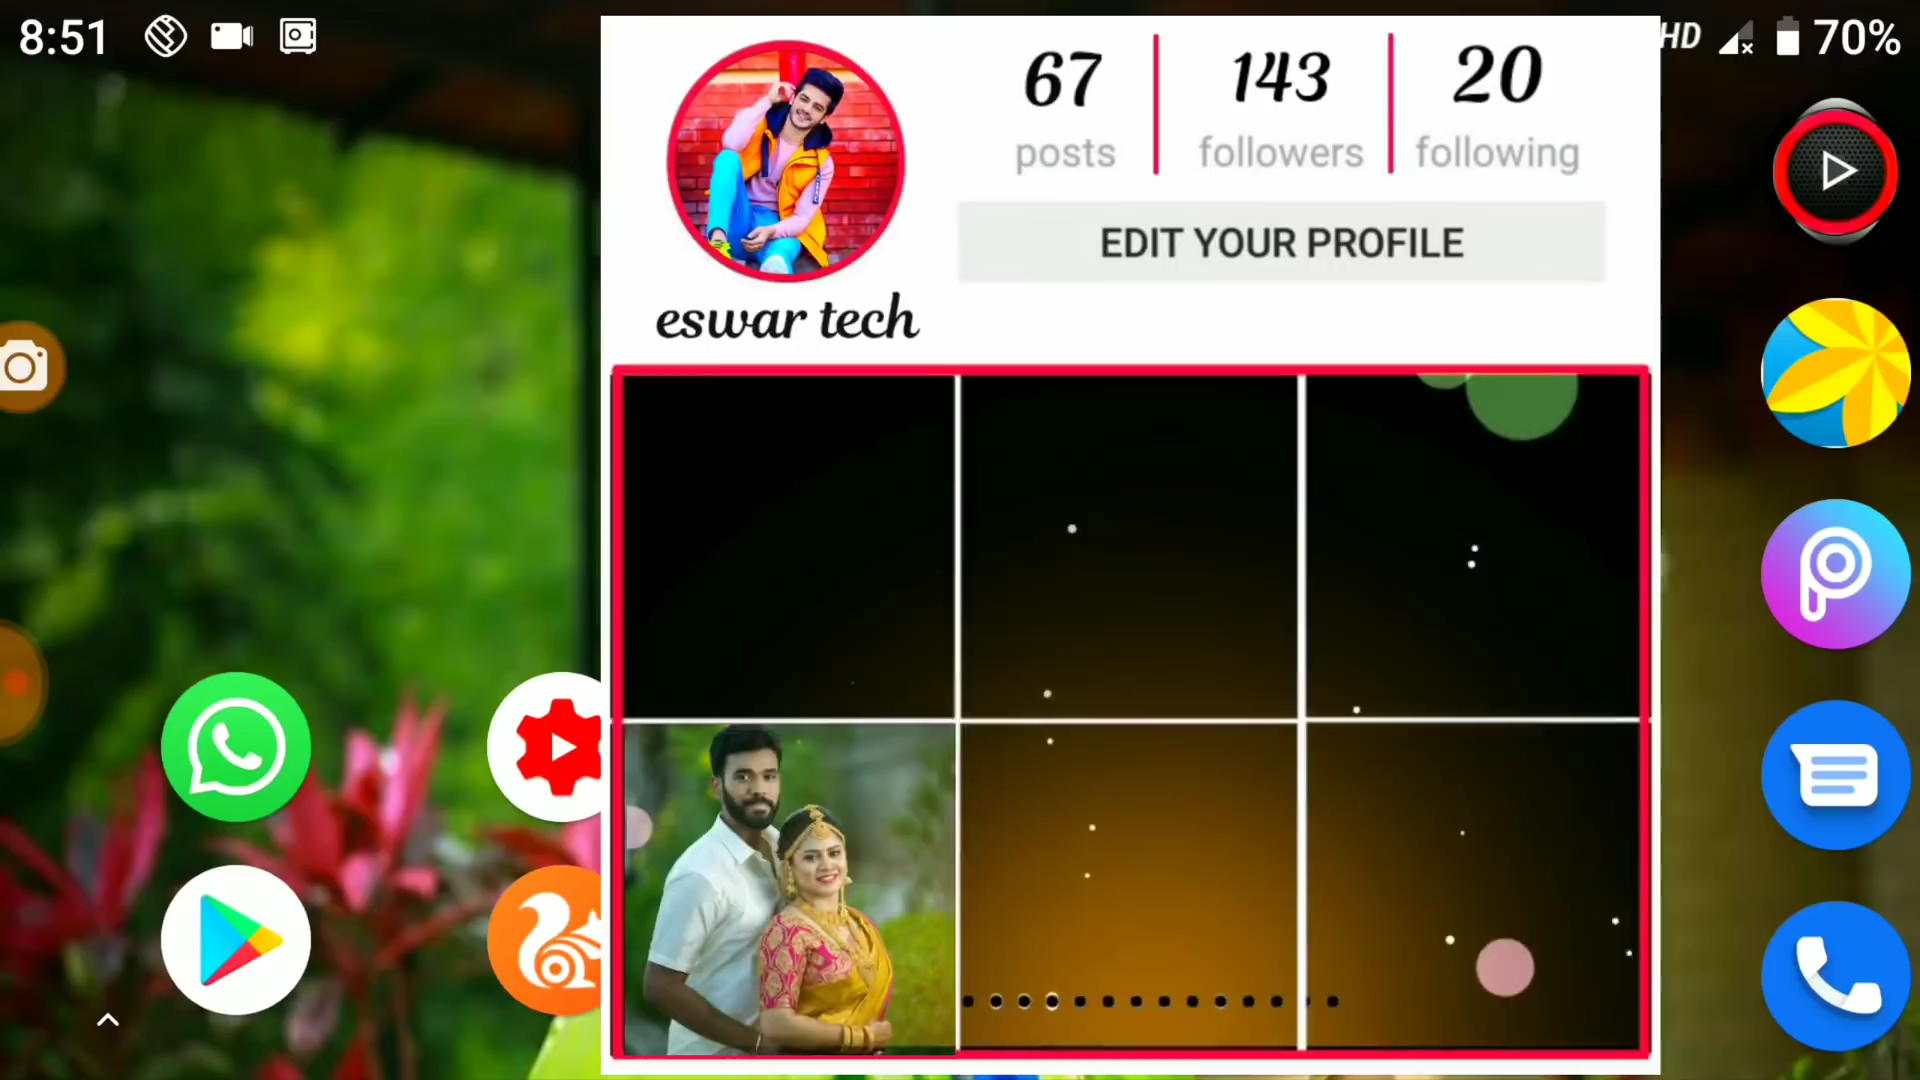 8:51
HD 70%
67 143 20
posts followers following
EDIT YOUR PROFILE
eswar tech